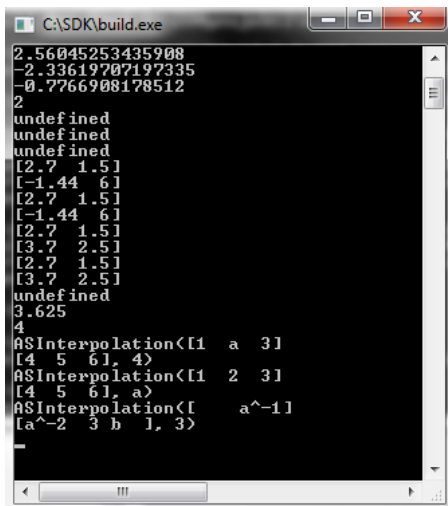 C:\SDK\build.exe
2.56045253435908
-2.33619707197335
-0.7766908178512
2
undefined
undefined
undefined
[2.7  1.5]
[-1.44  6]
[2.7  1.5]
[-1.44  6]
[2.7  1.5]
[3.7  2.5]
[2.7  1.5]
[3.7  2.5]
undefined
3.625
4
ASInterpolation([1  a  3]
[4  5  6], 4)
ASInterpolation([1  2  3]
[4  5  6], a)
ASInterpolation([    a^-1]
[a^-2  3 b  ], 3)